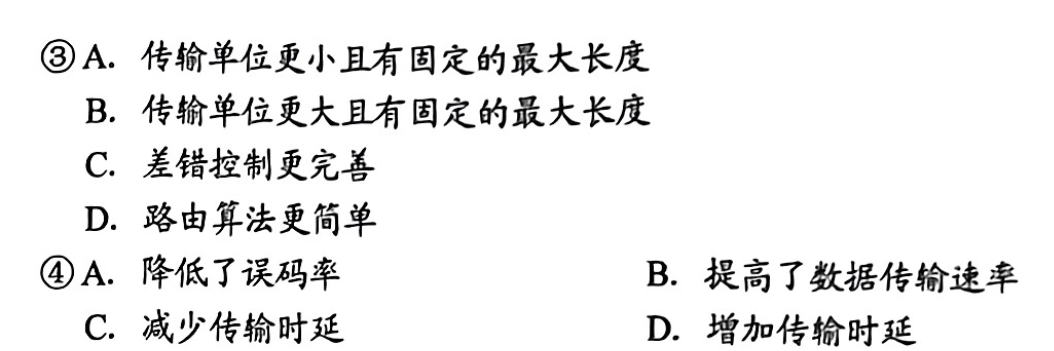 ③ A. 传输单位更小且有固定的最大长度
B. 传输单位更大且有固定的最大长度
C. 差错控制更完善
D. 路由算法更简单
④ A. 降低了误码率 B. 提高了数据传输速率
C. 减少传输时延 D. 增加传输时延